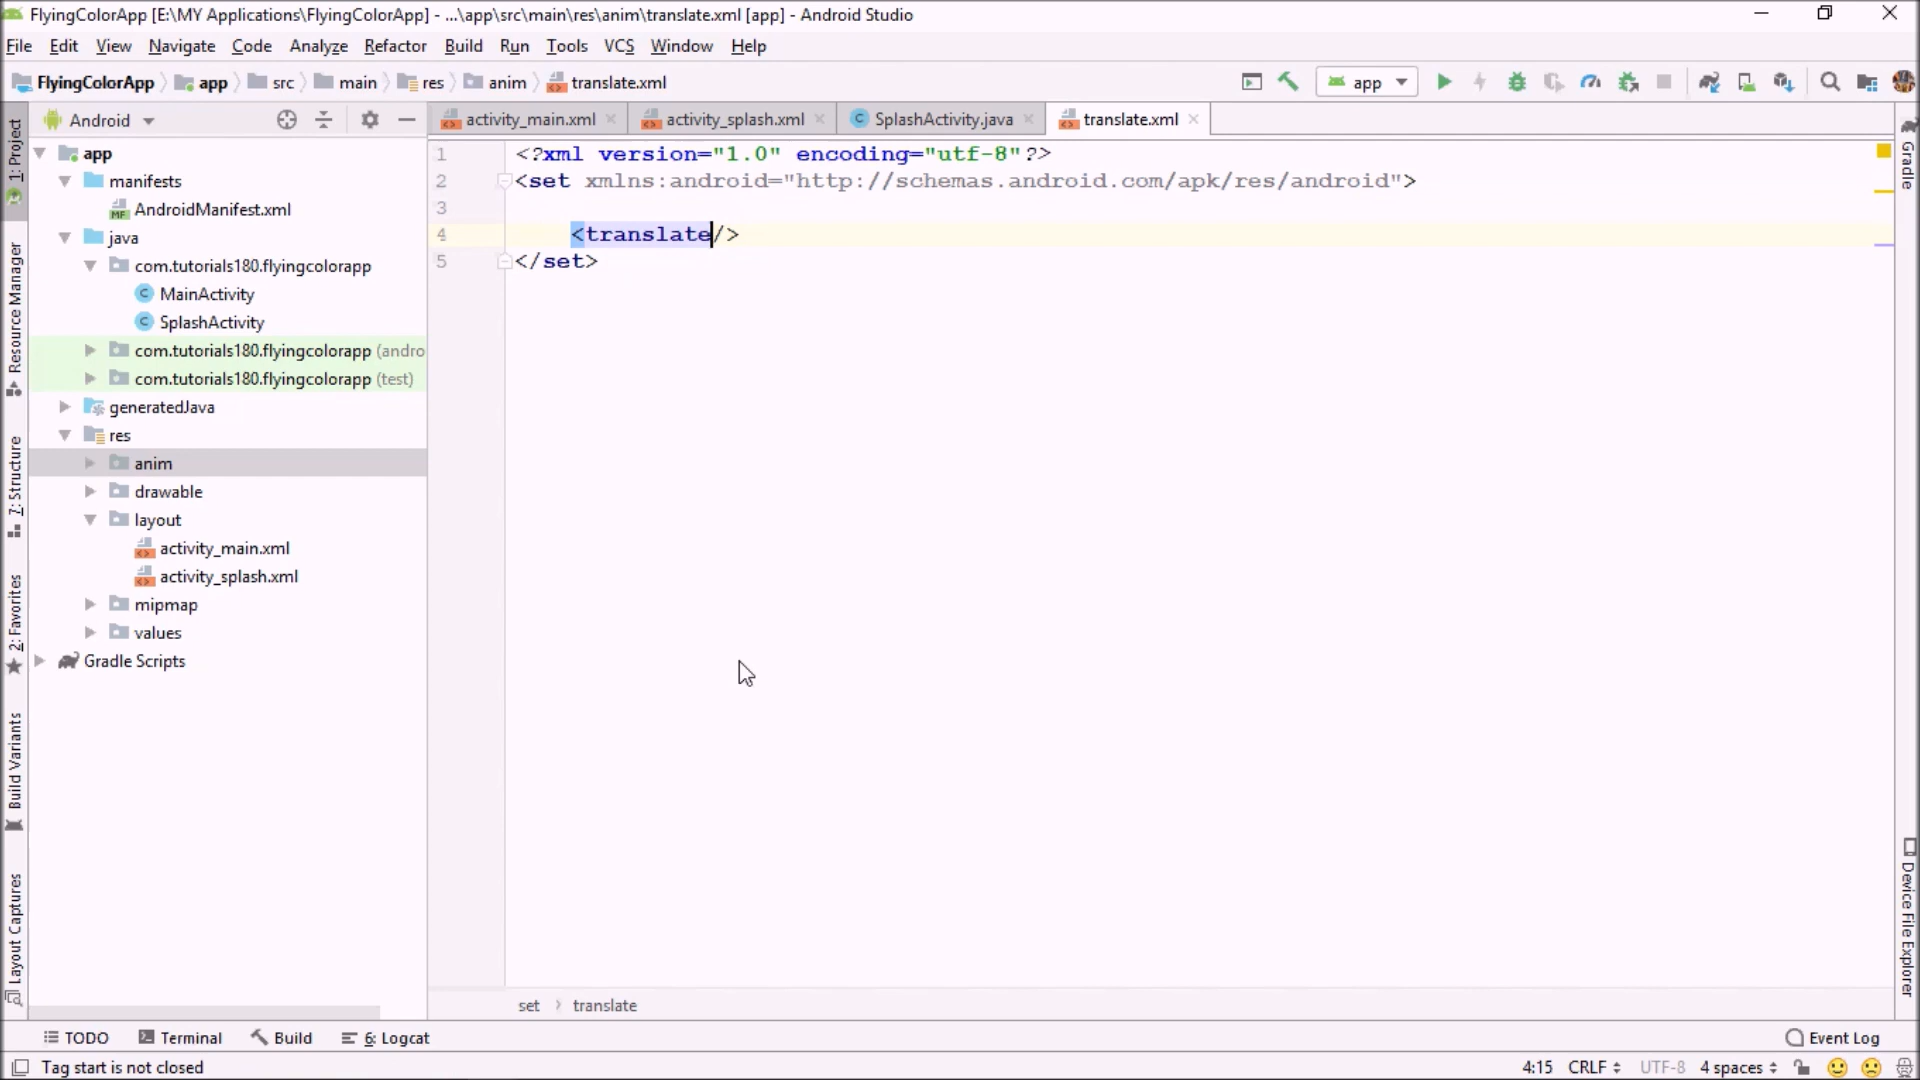 FlyingColorApp [E:\MY Applications\FlyingColorApp] - ...\app\src\main\res\anim\translate.xml [app] - Android Studio
File Edit View Navigate Code Analyze Refactor Build Run Tools VCS Window Help
FlyingColorApp app src main res anim translate.xml app
Android activity_main.xml activity_splash.xml SplashActivity.java translate.xml
1: Project
Resource Manager
7: Structure
2: Favorites
Build Variants
Layout Captures
app
manifests
AndroidManifest.xml
java
com.tutorials180.flyingcolorapp
MainActivity
SplashActivity
com.tutorials180.flyingcolorapp (andro
com.tutorials180.flyingcolorapp (test)
generatedJava
res
anim
drawable
layout
activity_main.xml
activity_splash.xml
mipmap
values
Gradle Scripts
1 <?xml version="1.0" encoding="utf-8"?>
2 <set xmlns:android="http://schemas.android.com/apk/res/android">
3
4 <translate/>
5 </set>
Gradle
Device File Explorer
set translate
TODO Terminal Build 6: Logcat Event Log
Tag start is not closed 4:15 CRLF UTF-8 4 spaces